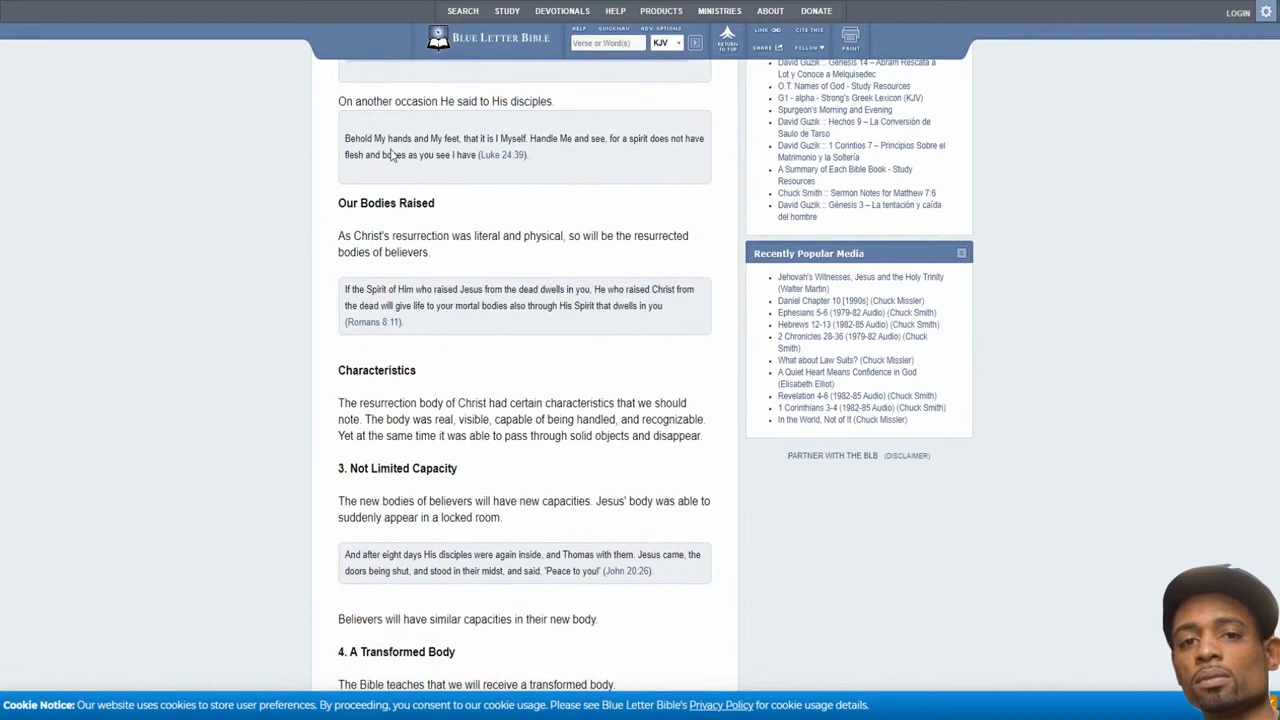 SEARCH STUDY DEVOTIONALS HELP PRODUCTS MINISTRIES ABOUT DONATE
LOGIN
BLUE LETTER BIBLE
HELP QUICKNAV ADV. OPTIONS
Verse or Word(s)
KJV
RETURN
TO TOP
LINK
CITE THIS
SHARE
FOLLOW
PRINT
On another occasion He said to His disciples.
Behold My hands and My feet, that it is I Myself. Handle Me and see, for a spirit does not have
flesh and bones as you see I have (Luke 24:39).
Our Bodies Raised
As Christ's resurrection was literal and physical, so will be the resurrected
bodies of believers.
If the Spirit of Him who raised Jesus from the dead dwells in you, He who raised Christ from
the dead will give life to your mortal bodies also through His Spirit that dwells in you
(Romans 8:11).
Characteristics
The resurrection body of Christ had certain characteristics that we should
note. The body was real, visible, capable of being handled, and recognizable.
Yet at the same time it was able to pass through solid objects and disappear.
3. Not Limited Capacity
The new bodies of believers will have new capacities. Jesus' body was able to
suddenly appear in a locked room.
And after eight days His disciples were again inside, and Thomas with them. Jesus came, the
doors being shut, and stood in their midst, and said, 'Peace to you!' (John 20:26).
Believers will have similar capacities in their new body.
4. A Transformed Body
The Bible teaches that we will receive a transformed body.
David Guzik :: Génesis 14 – Abram Rescata a
Lot y Conoce a Melquisedec
O.T. Names of God - Study Resources
G1 - alpha - Strong's Greek Lexicon (KJV)
Spurgeon's Morning and Evening
David Guzik :: Hechos 9 – La Conversión de
Saulo de Tarso
David Guzik :: 1 Corintios 7 – Principios Sobre el
Matrimonio y la Soltería
A Summary of Each Bible Book - Study
Resources
Chuck Smith :: Sermon Notes for Matthew 7:6
David Guzik :: Génesis 3 – La tentación y caída
del hombre
Recently Popular Media
Jehovah's Witnesses, Jesus and the Holy Trinity
(Walter Martin)
Daniel Chapter 10 [1990s] (Chuck Missler)
Ephesians 5-6 (1979-82 Audio) (Chuck Smith)
Hebrews 12-13 (1982-85 Audio) (Chuck Smith)
2 Chronicles 28-36 (1979-82 Audio) (Chuck
Smith)
What about Law Suits? (Chuck Missler)
A Quiet Heart Means Confidence in God
(Elisabeth Elliot)
Revelation 4-6 (1982-85 Audio) (Chuck Smith)
1 Corinthians 3-4 (1982-85 Audio) (Chuck Smith)
In the World, Not of It (Chuck Missler)
PARTNER WITH THE BLB (DISCLAIMER)
Cookie Notice: Our website uses cookies to store user preferences. By proceeding, you consent to our cookie usage. Please see Blue Letter Bible's Privacy Policy for cookie usage details.